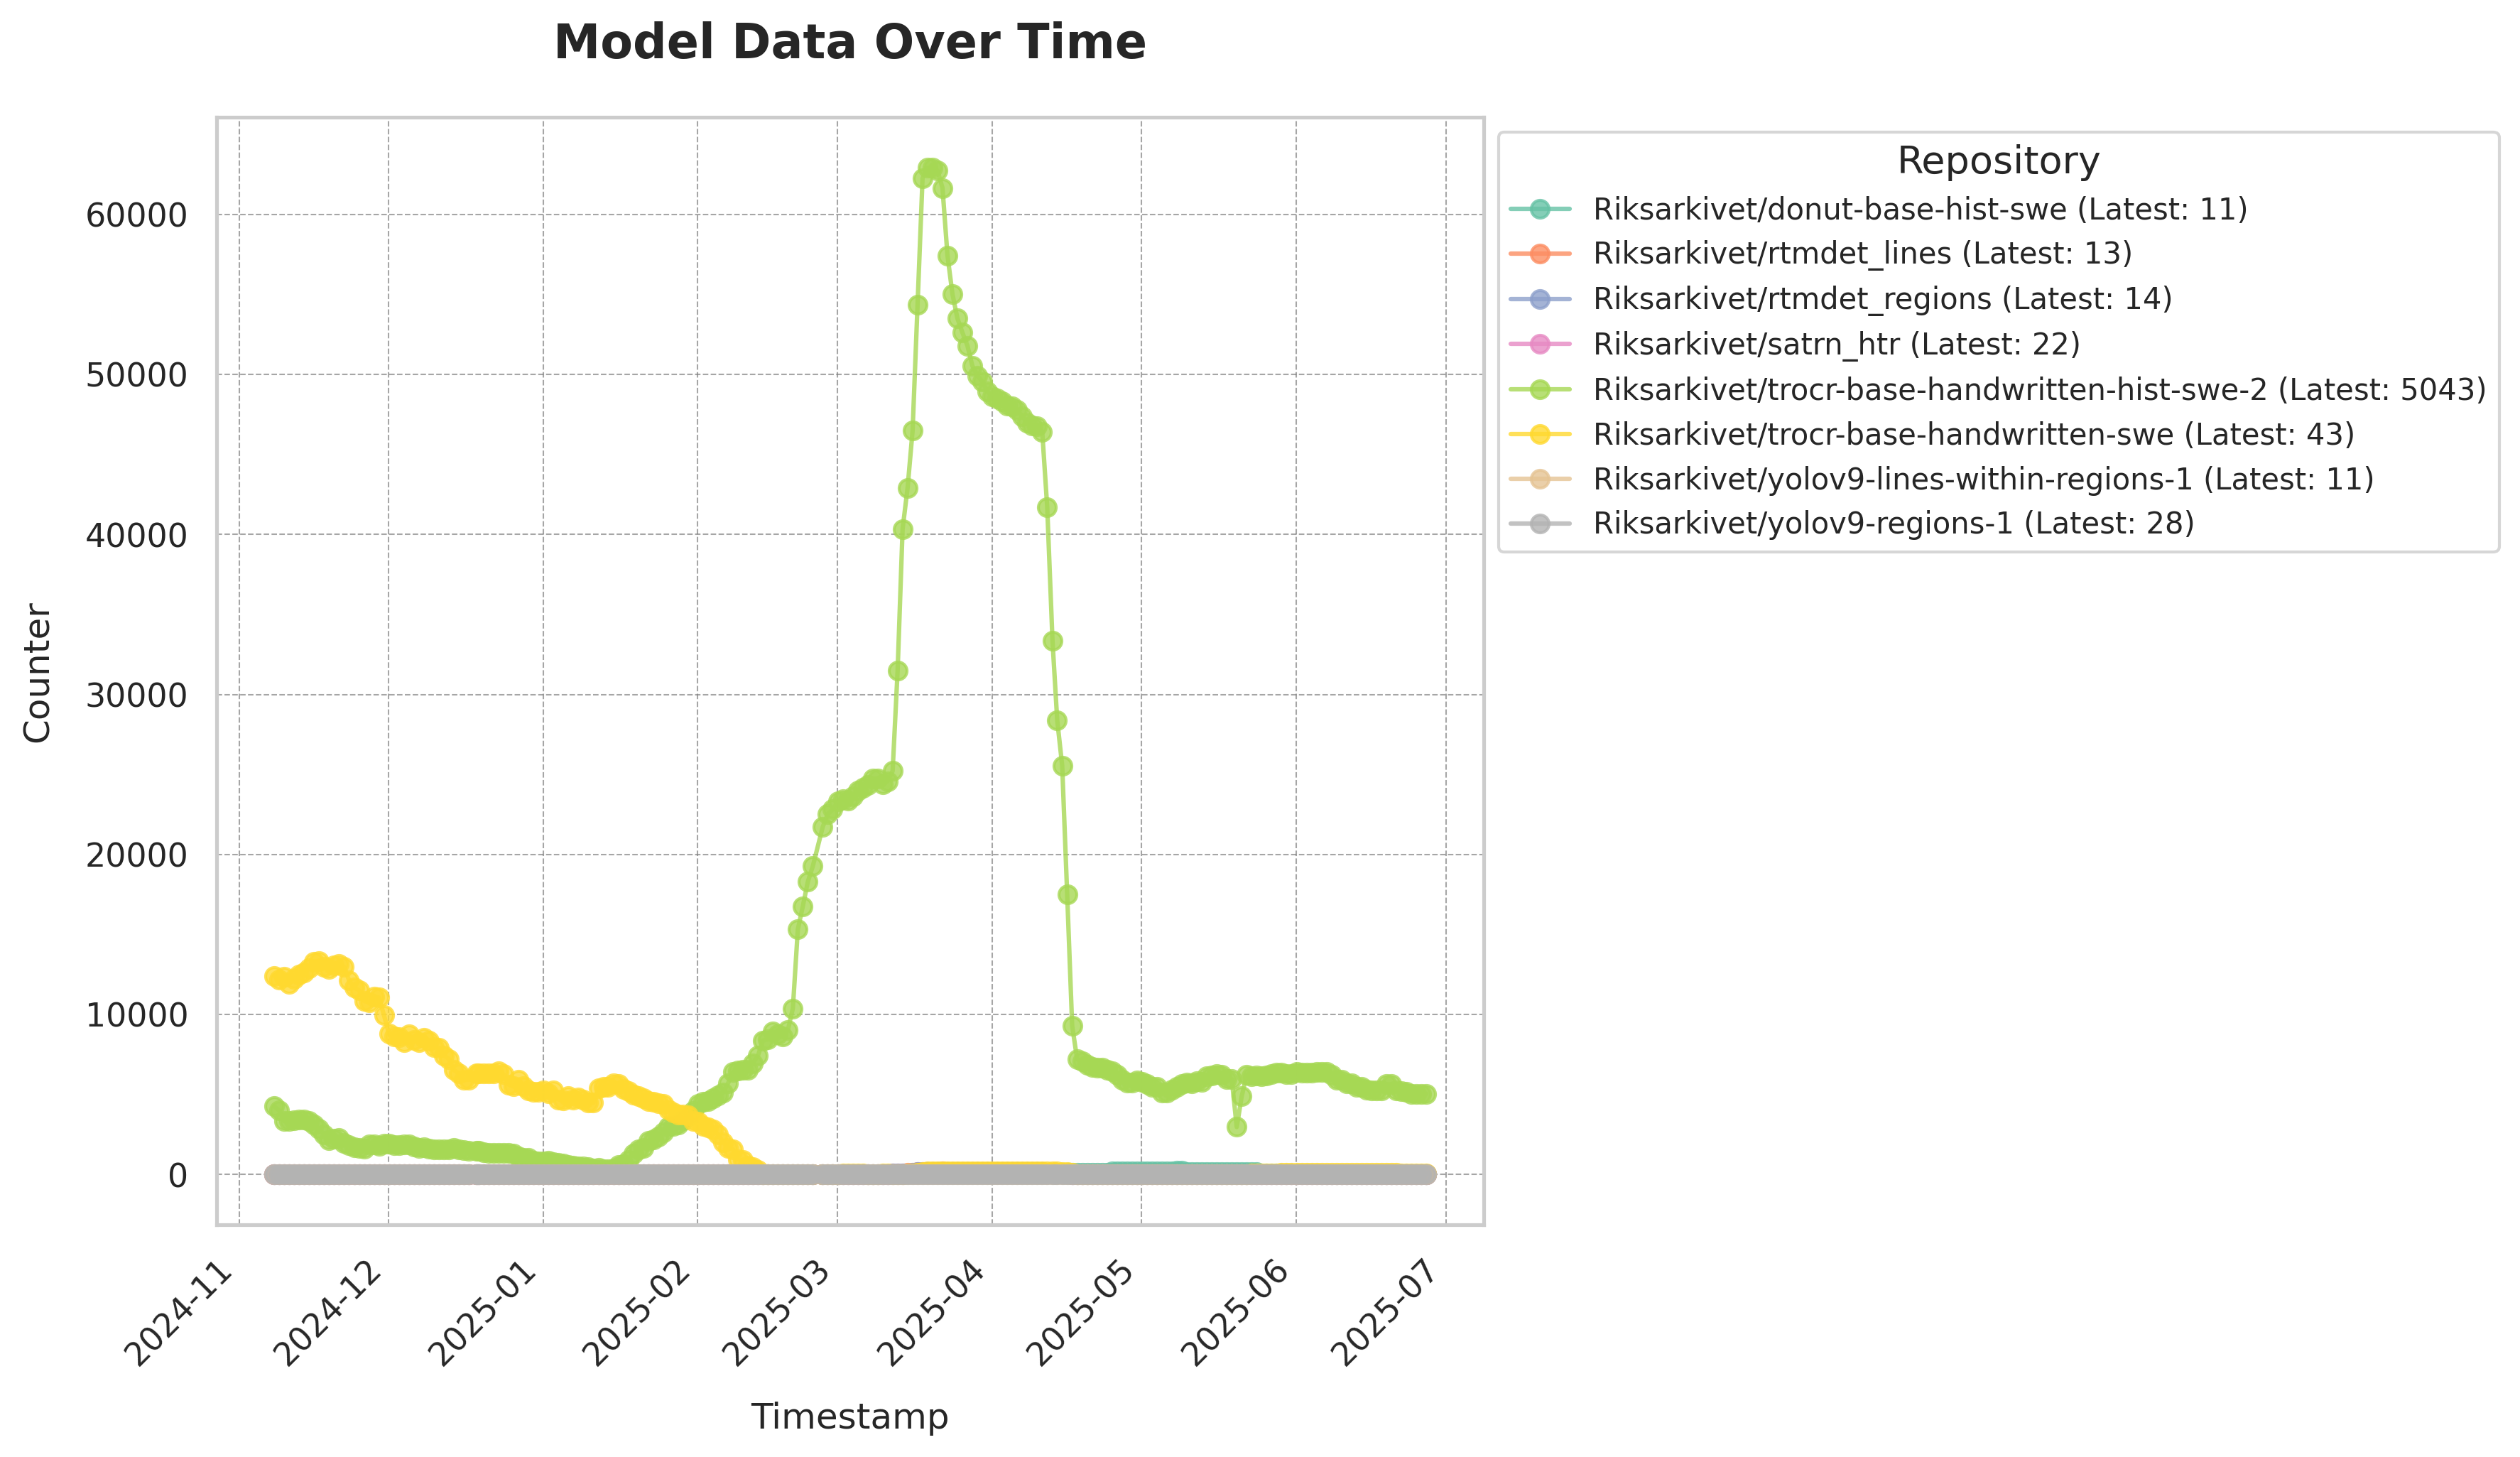 Model Data Over Time
Counter
60000
50000
40000
30000
20000
10000
0
2024-11
2024-12
2025-01
2025-02
2025-03
2025-04
2025-05
2025-06
2025-07
Timestamp
Repository
Riksarkivet/donut-base-hist-swe (Latest: 11)
Riksarkivet/rtmdet_lines (Latest: 13)
Riksarkivet/rtmdet_regions (Latest: 14)
Riksarkivet/satrn_htr (Latest: 22)
Riksarkivet/trocr-base-handwritten-hist-swe-2 (Latest: 5043)
Riksarkivet/trocr-base-handwritten-swe (Latest: 43)
Riksarkivet/yolov9-lines-within-regions-1 (Latest: 11)
Riksarkivet/yolov9-regions-1 (Latest: 28)